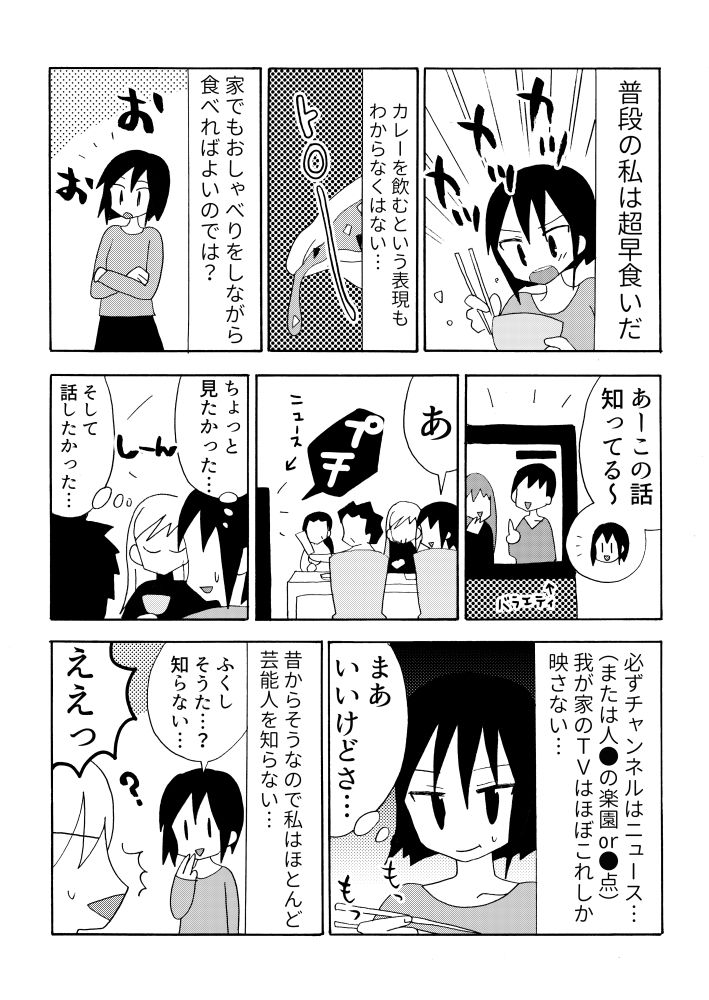 普段の私は超早食いだ
ガッ
ガッ
ガッ
ガッ
カレーを飲むという表現も
わからなくはない…
トローー
家でもおしゃべりをしながら
食べればよいのでは？
おぉ
あーこの話
知ってる〜
バラエティ
あ
プチ
ニュース
ちょっと
見たかった…
しーん
そして
話したかった…
必ずチャンネルはニュース…
(または人●の楽園or●点)
我が家のTVはほぼこれしか
映さない…
まあ
いいけどさ…
もっ
もっ
昔からそうなので私はほとんど
芸能人を知らない…
ふくし
そうた…？
知らない…
?
ええっ